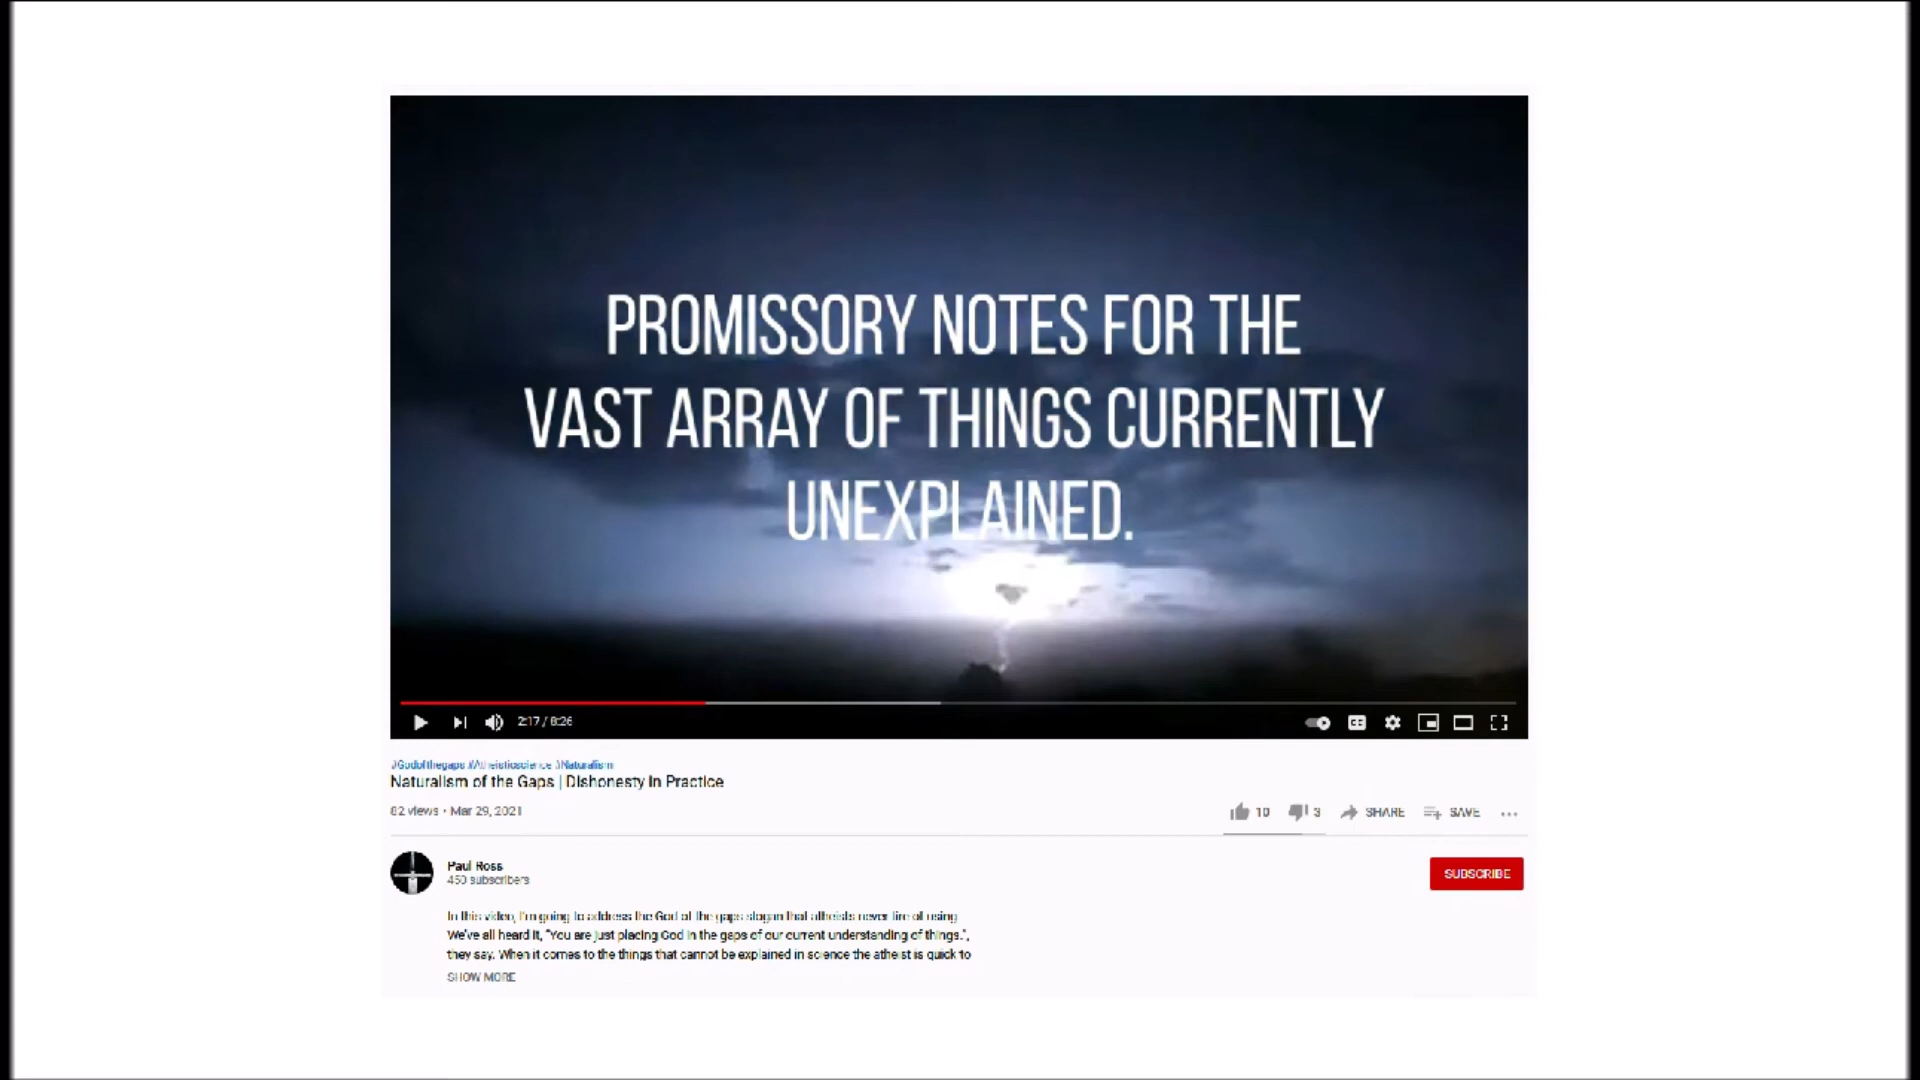 PROMISSORY NOTES FOR THE
VAST ARRAY OF THINGS CURRENTLY
UNEXPLAINED.
2:17 / 8:26
CC
#Godofthegaps #Atheisticscience #Naturalism
Naturalism of the Gaps | Dishonesty in Practice
82 views • Mar 29, 2021
10
3
SHARE
SAVE
Paul Ross
450 subscribers
SUBSCRIBE
In this video, I'm going to address the God of the gaps slogan that atheists never tire of using.
We've all heard it, "You are just placing God in the gaps of our current understanding of things.",
they say. When it comes to the things that cannot be explained in science the atheist is quick to
SHOW MORE